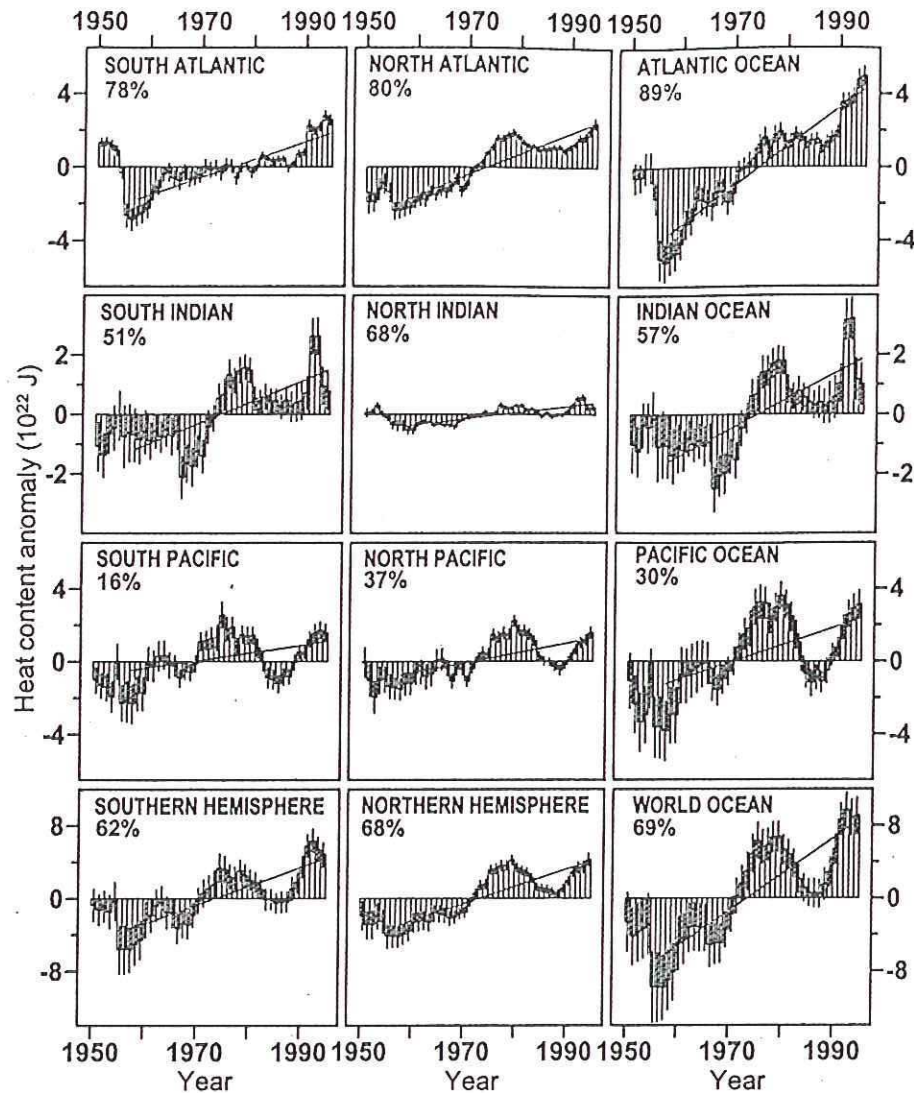 1950 1970 1990 1950 1970 1990 1950 1970 1990
SOUTH ATLANTIC
78%
NORTH ATLANTIC
80%
ATLANTIC OCEAN
89%
4
0
-4
4
0
-4
SOUTH INDIAN
51%
NORTH INDIAN
68%
INDIAN OCEAN
57%
2
0
-2
2
0
-2
SOUTH PACIFIC
16%
NORTH PACIFIC
37%
PACIFIC OCEAN
30%
4
0
-4
4
0
-4
SOUTHERN HEMISPHERE
62%
NORTHERN HEMISPHERE
68%
WORLD OCEAN
69%
8
0
-8
8
0
-8
Heat content anomaly (10²² J)
1950 1970 1990 1950 1970 1990 1950 1970 1990
Year Year Year